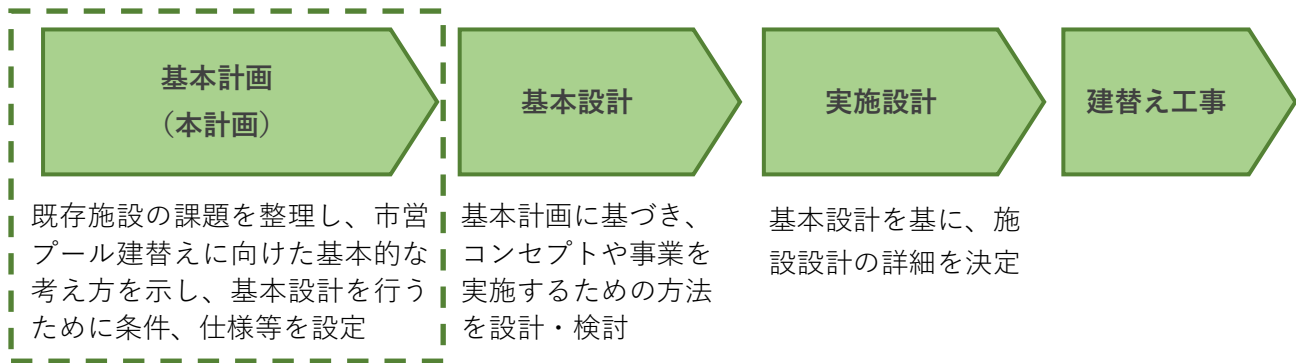 基本計画
（本計画）
基本設計
実施設計
建替え工事
既存施設の課題を整理し、市営
プール建替えに向けた基本的な
考え方を示し、基本設計を行う
ために条件、仕様等を設定
基本計画に基づき、
コンセプトや事業を
実施するための方法
を設計・検討
基本設計を基に、施
設設計の詳細を決定